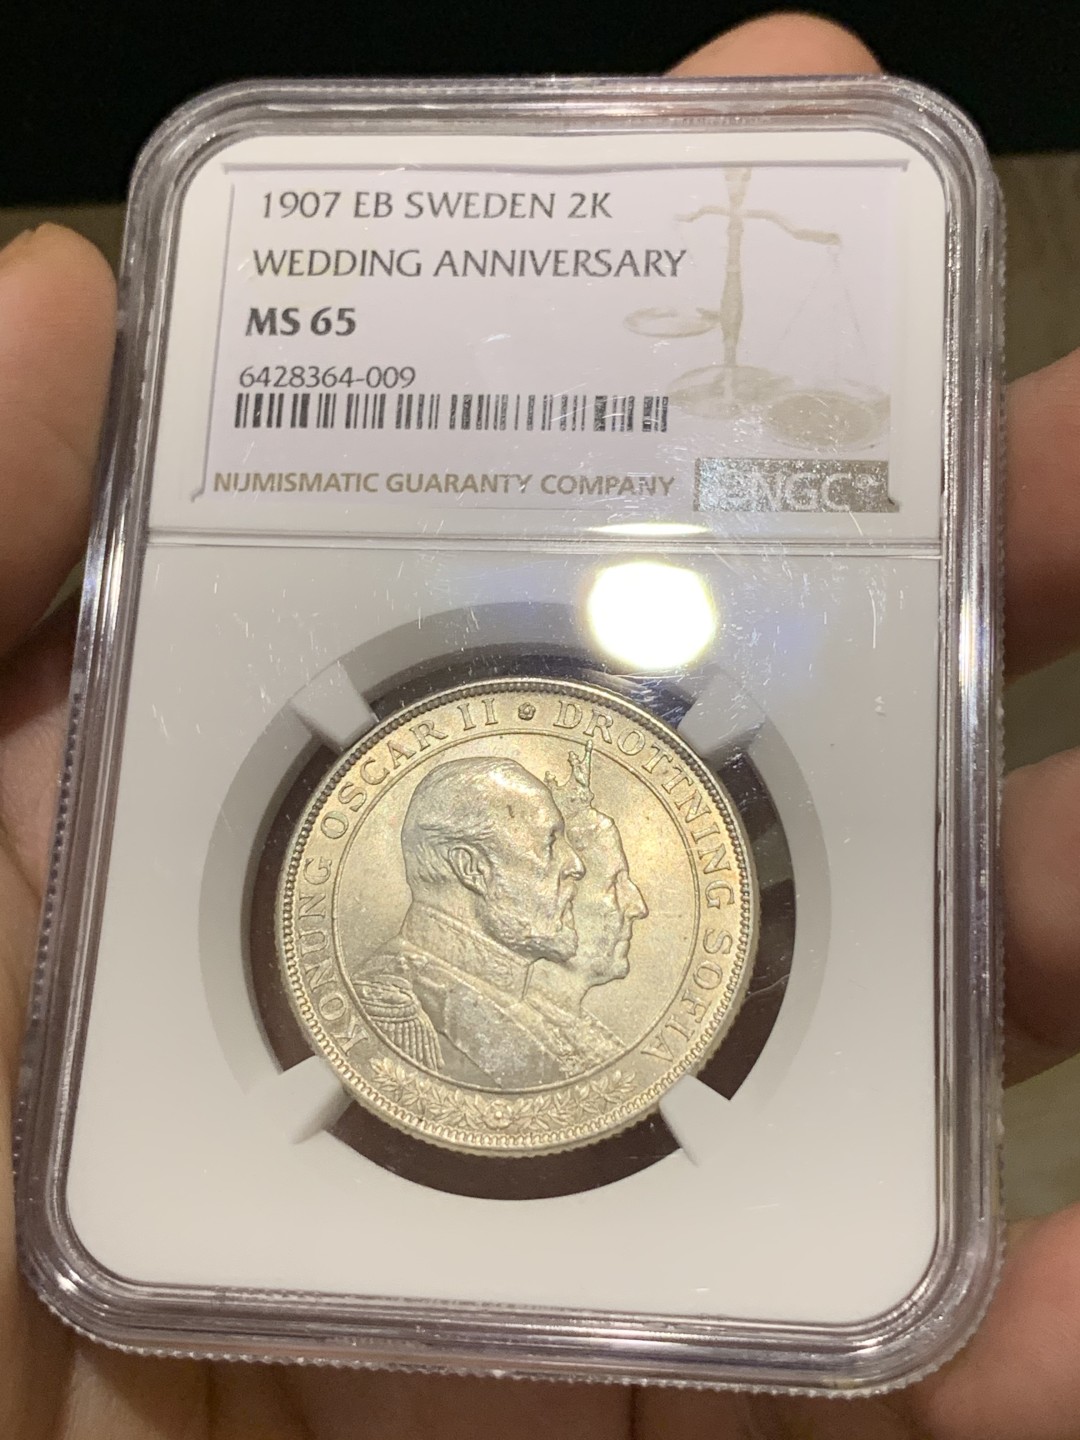 1907 EB SWEDEN 2K
WEDDING ANNIVERSARY
MS 65
6428364-009
NUMISMATIC GUARANTY COMPANY
NGC
KONUNG OSCAR II • DROTTNING SOFIA